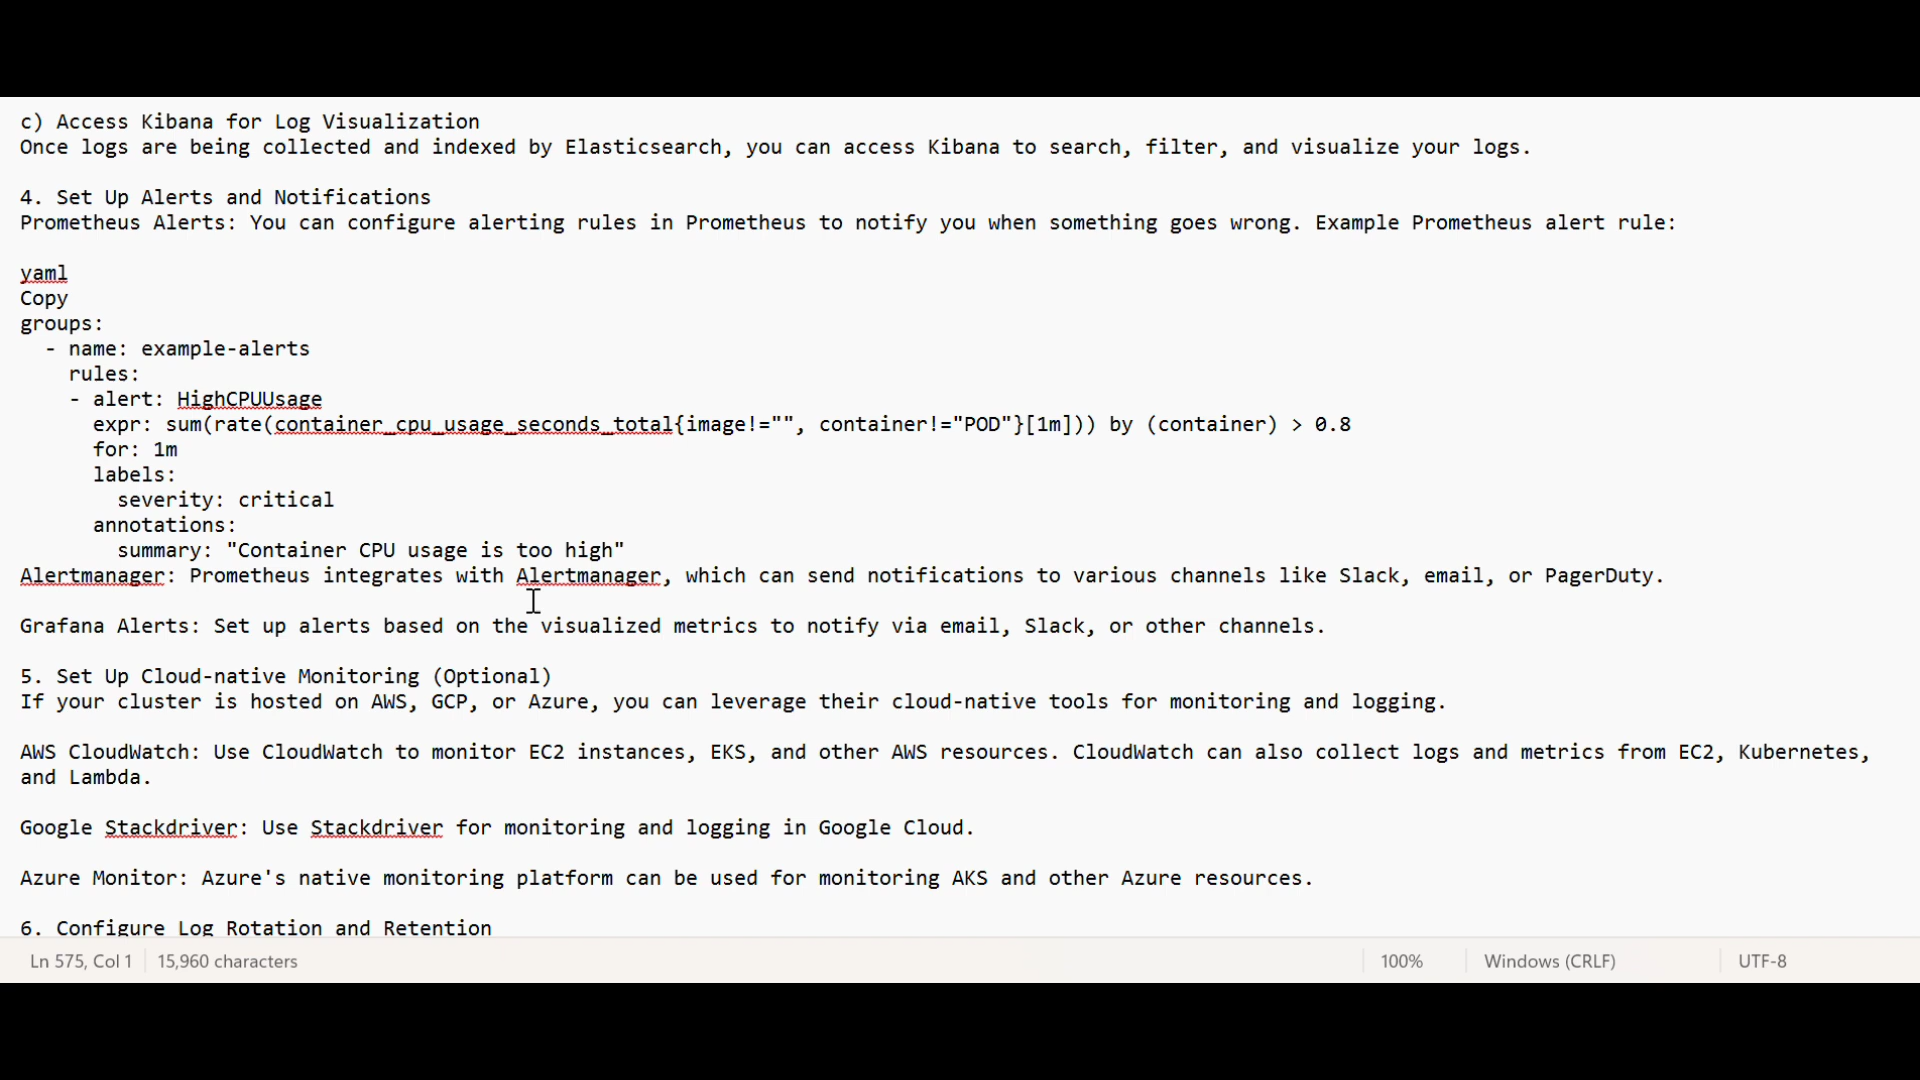 c) Access Kibana for Log Visualization
Once logs are being collected and indexed by Elasticsearch, you can access Kibana to search, filter, and visualize your logs.
4. Set Up Alerts and Notifications
Prometheus Alerts: You can configure alerting rules in Prometheus to notify you when something goes wrong. Example Prometheus alert rule:
yaml
Copy
groups:
  - name: example-alerts
    rules:
    - alert: HighCPUUsage
      expr: sum(rate(container_cpu_usage_seconds_total{image!="", container!="POD"}[1m])) by (container) > 0.8
      for: 1m
      labels:
        severity: critical
      annotations:
        summary: "Container CPU usage is too high"
Alertmanager: Prometheus integrates with Alertmanager, which can send notifications to various channels like Slack, email, or PagerDuty.
Grafana Alerts: Set up alerts based on the visualized metrics to notify via email, Slack, or other channels.
5. Set Up Cloud-native Monitoring (Optional)
If your cluster is hosted on AWS, GCP, or Azure, you can leverage their cloud-native tools for monitoring and logging.
AWS CloudWatch: Use CloudWatch to monitor EC2 instances, EKS, and other AWS resources. CloudWatch can also collect logs and metrics from EC2, Kubernetes,
and Lambda.
Google Stackdriver: Use Stackdriver for monitoring and logging in Google Cloud.
Azure Monitor: Azure's native monitoring platform can be used for monitoring AKS and other Azure resources.
6. Configure Log Rotation and Retention
Ln 575, Col 1 15,960 characters 100% Windows (CRLF) UTF-8